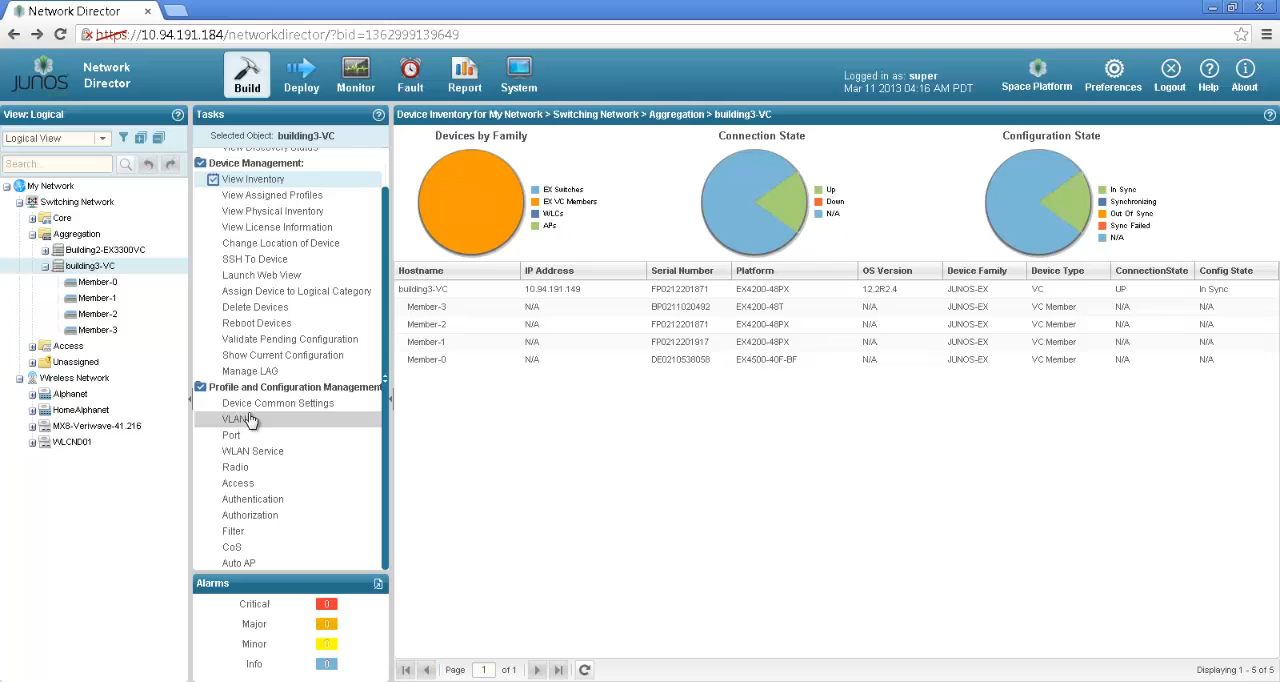 Network Director
https://10.94.191.184/networkdirector/?bid=1362999139649
JUNOS
Network
Director
Build
Deploy
Monitor
Fault
Report
System
Logged in as: super
Mar 11 2013 04:16 AM PDT
Space Platform
Preferences
Logout
Help
About
View: Logical
Logical View
Search...
My Network
Switching Network
Core
Aggregation
Building2-EX3300VC
building3-VC
Member-0
Member-1
Member-2
Member-3
Access
Unassigned
Wireless Network
Alphanet
HomeAlphanet
MX8-Veriwave-41.216
WLCND01
Tasks
Selected Object: building3-VC
View Discovery Status
Device Management:
View Inventory
View Assigned Profiles
View Physical Inventory
View License Information
Change Location of Device
SSH To Device
Launch Web View
Assign Device to Logical Category
Delete Devices
Reboot Devices
Validate Pending Configuration
Show Current Configuration
Manage LAG
Profile and Configuration Management
Device Common Settings
VLAN
Port
WLAN Service
Radio
Access
Authentication
Authorization
Filter
CoS
Auto AP
Alarms
Critical 0
Major 0
Minor 0
Info 0
Device Inventory for My Network > Switching Network > Aggregation > building3-VC
Devices by Family
EX Switches
EX VC Members
WLCs
APs
Connection State
Up
Down
N/A
Configuration State
In Sync
Synchronizing
Out Of Sync
Sync Failed
N/A
Hostname IP Address Serial Number Platform OS Version Device Family Device Type ConnectionState Config State
building3-VC 10.94.191.149 FP0212201871 EX4200-48PX 12.2R2.4 JUNOS-EX VC UP In Sync
Member-3 N/A BP0211020492 EX4200-48T N/A JUNOS-EX VC Member N/A N/A
Member-2 N/A FP0212201871 EX4200-48PX N/A JUNOS-EX VC Member N/A N/A
Member-1 N/A FP0212201917 EX4200-48PX N/A JUNOS-EX VC Member N/A N/A
Member-0 N/A DE0210538058 EX4500-40F-BF N/A JUNOS-EX VC Member N/A N/A
Page 1 of 1
Displaying 1 - 5 of 5